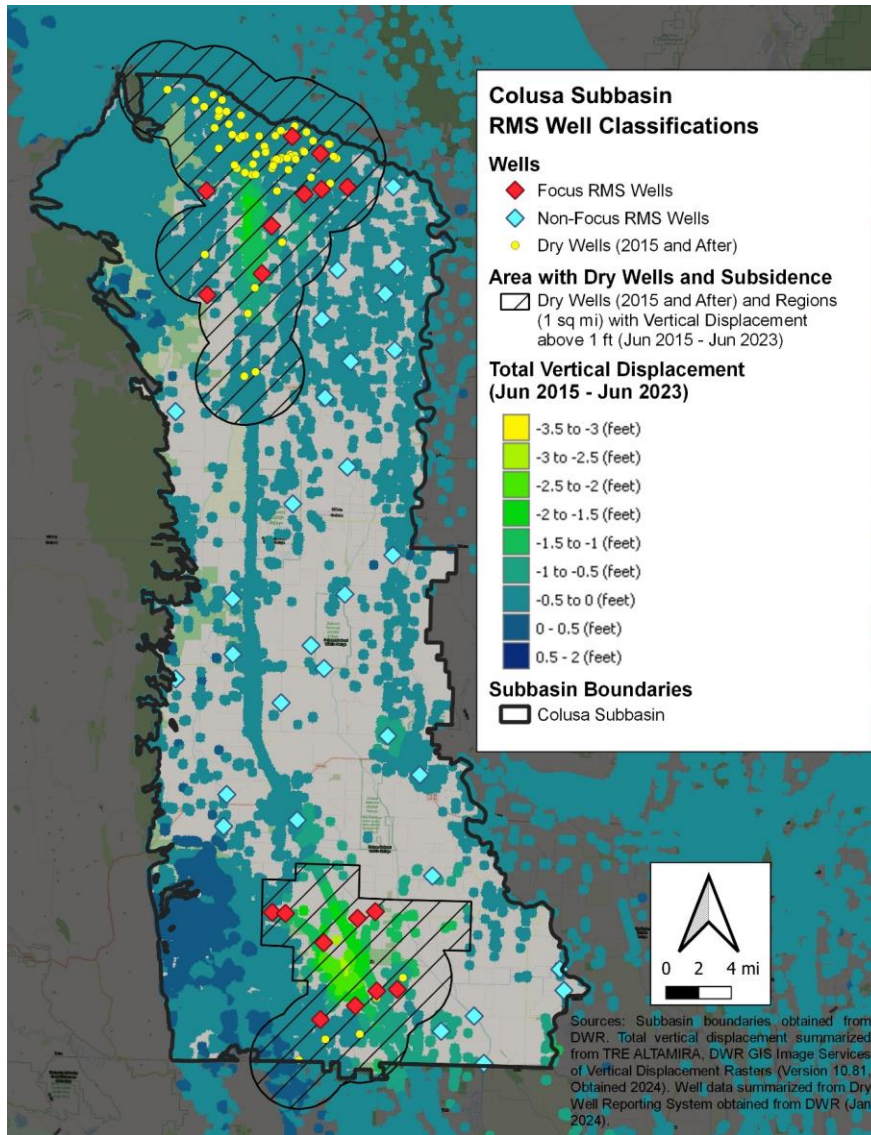 Colusa Subbasin
RMS Well Classifications
Wells
Focus RMS Wells
Non-Focus RMS Wells
Dry Wells (2015 and After)
Area with Dry Wells and Subsidence
Dry Wells (2015 and After) and Regions
(1 sq mi) with Vertical Displacement
above 1 ft (Jun 2015 - Jun 2023)
Total Vertical Displacement
(Jun 2015 - Jun 2023)
-3.5 to -3 (feet)
-3 to -2.5 (feet)
-2.5 to -2 (feet)
-2 to -1.5 (feet)
-1.5 to -1 (feet)
-1 to -0.5 (feet)
-0.5 to 0 (feet)
0 - 0.5 (feet)
0.5 - 2 (feet)
Subbasin Boundaries
Colusa Subbasin
0 2 4 mi
Sources: Subbasin boundaries obtained from
DWR. Total vertical displacement summarized
from TRE ALTAMIRA, DWR GIS Image Services
of Vertical Displacement Rasters (Version 10.81,
Obtained 2024). Well data summarized from Dry
Well Reporting System obtained from DWR (Jan
2024).